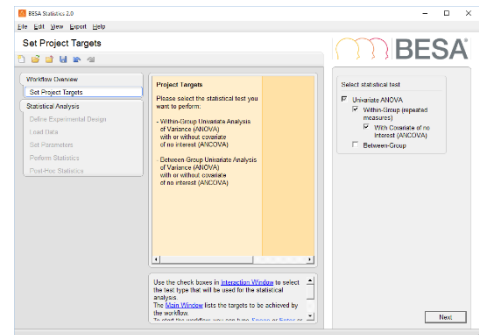 BESA Statistics 2.0
File Edit View Export Help
Set Project Targets
BESA
Workflow Overview
Set Project Targets
Statistical Analysis
Define Experimental Design
Load Data
Set Parameters
Perform Statistics
Post-Hoc Statistics
Project Targets
Please select the statistical test you
want to perform:
- Within-Group Univariate Analysis
of Variance (ANOVA)
with or without covariate
of no interest (ANCOVA)
- Between-Group Univariate Analysis
of Variance (ANOVA)
with or without covariate
of no interest (ANCOVA)
Use the check boxes in Interaction Window to select
the test type that will be used for the statistical
analysis.
The Main Window lists the targets to be achieved by
the workflow.
Select statistical test
Univariate ANOVA
Within-Group (repeated
measures)
With Covariate of no
Interest (ANCOVA)
Between-Group
Next